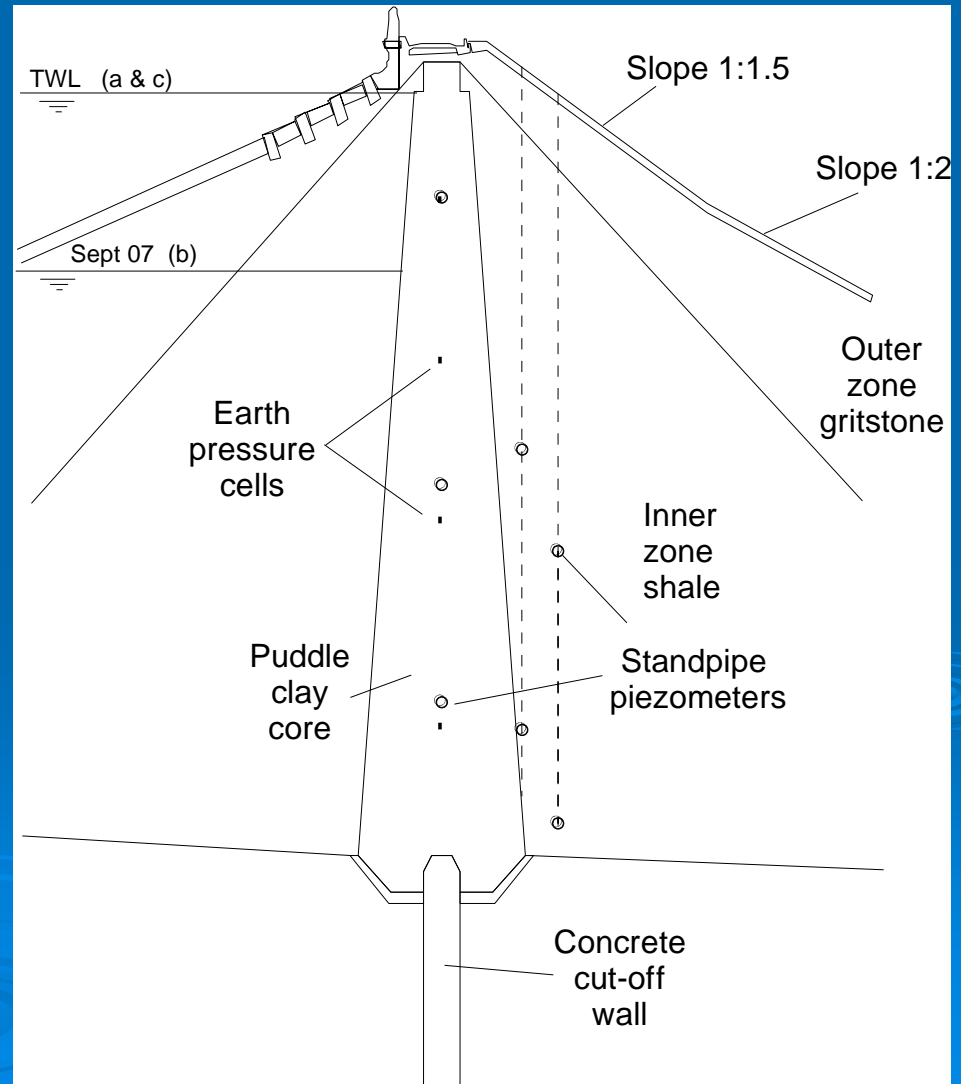 TWL (a & c)
Slope 1:1.5
Slope 1:2
Sept 07 (b)
Outer
zone
gritstone
Earth
pressure
cells
Inner
zone
shale
Puddle
clay
core
Standpipe
piezometers
Concrete
cut-off
wall